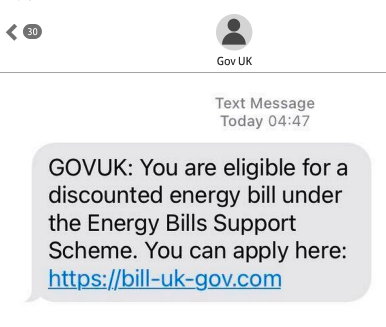 30
Gov UK
Text Message
Today 04:47
GOVUK: You are eligible for a
discounted energy bill under
the Energy Bills Support
Scheme. You can apply here:
https://bill-uk-gov.com